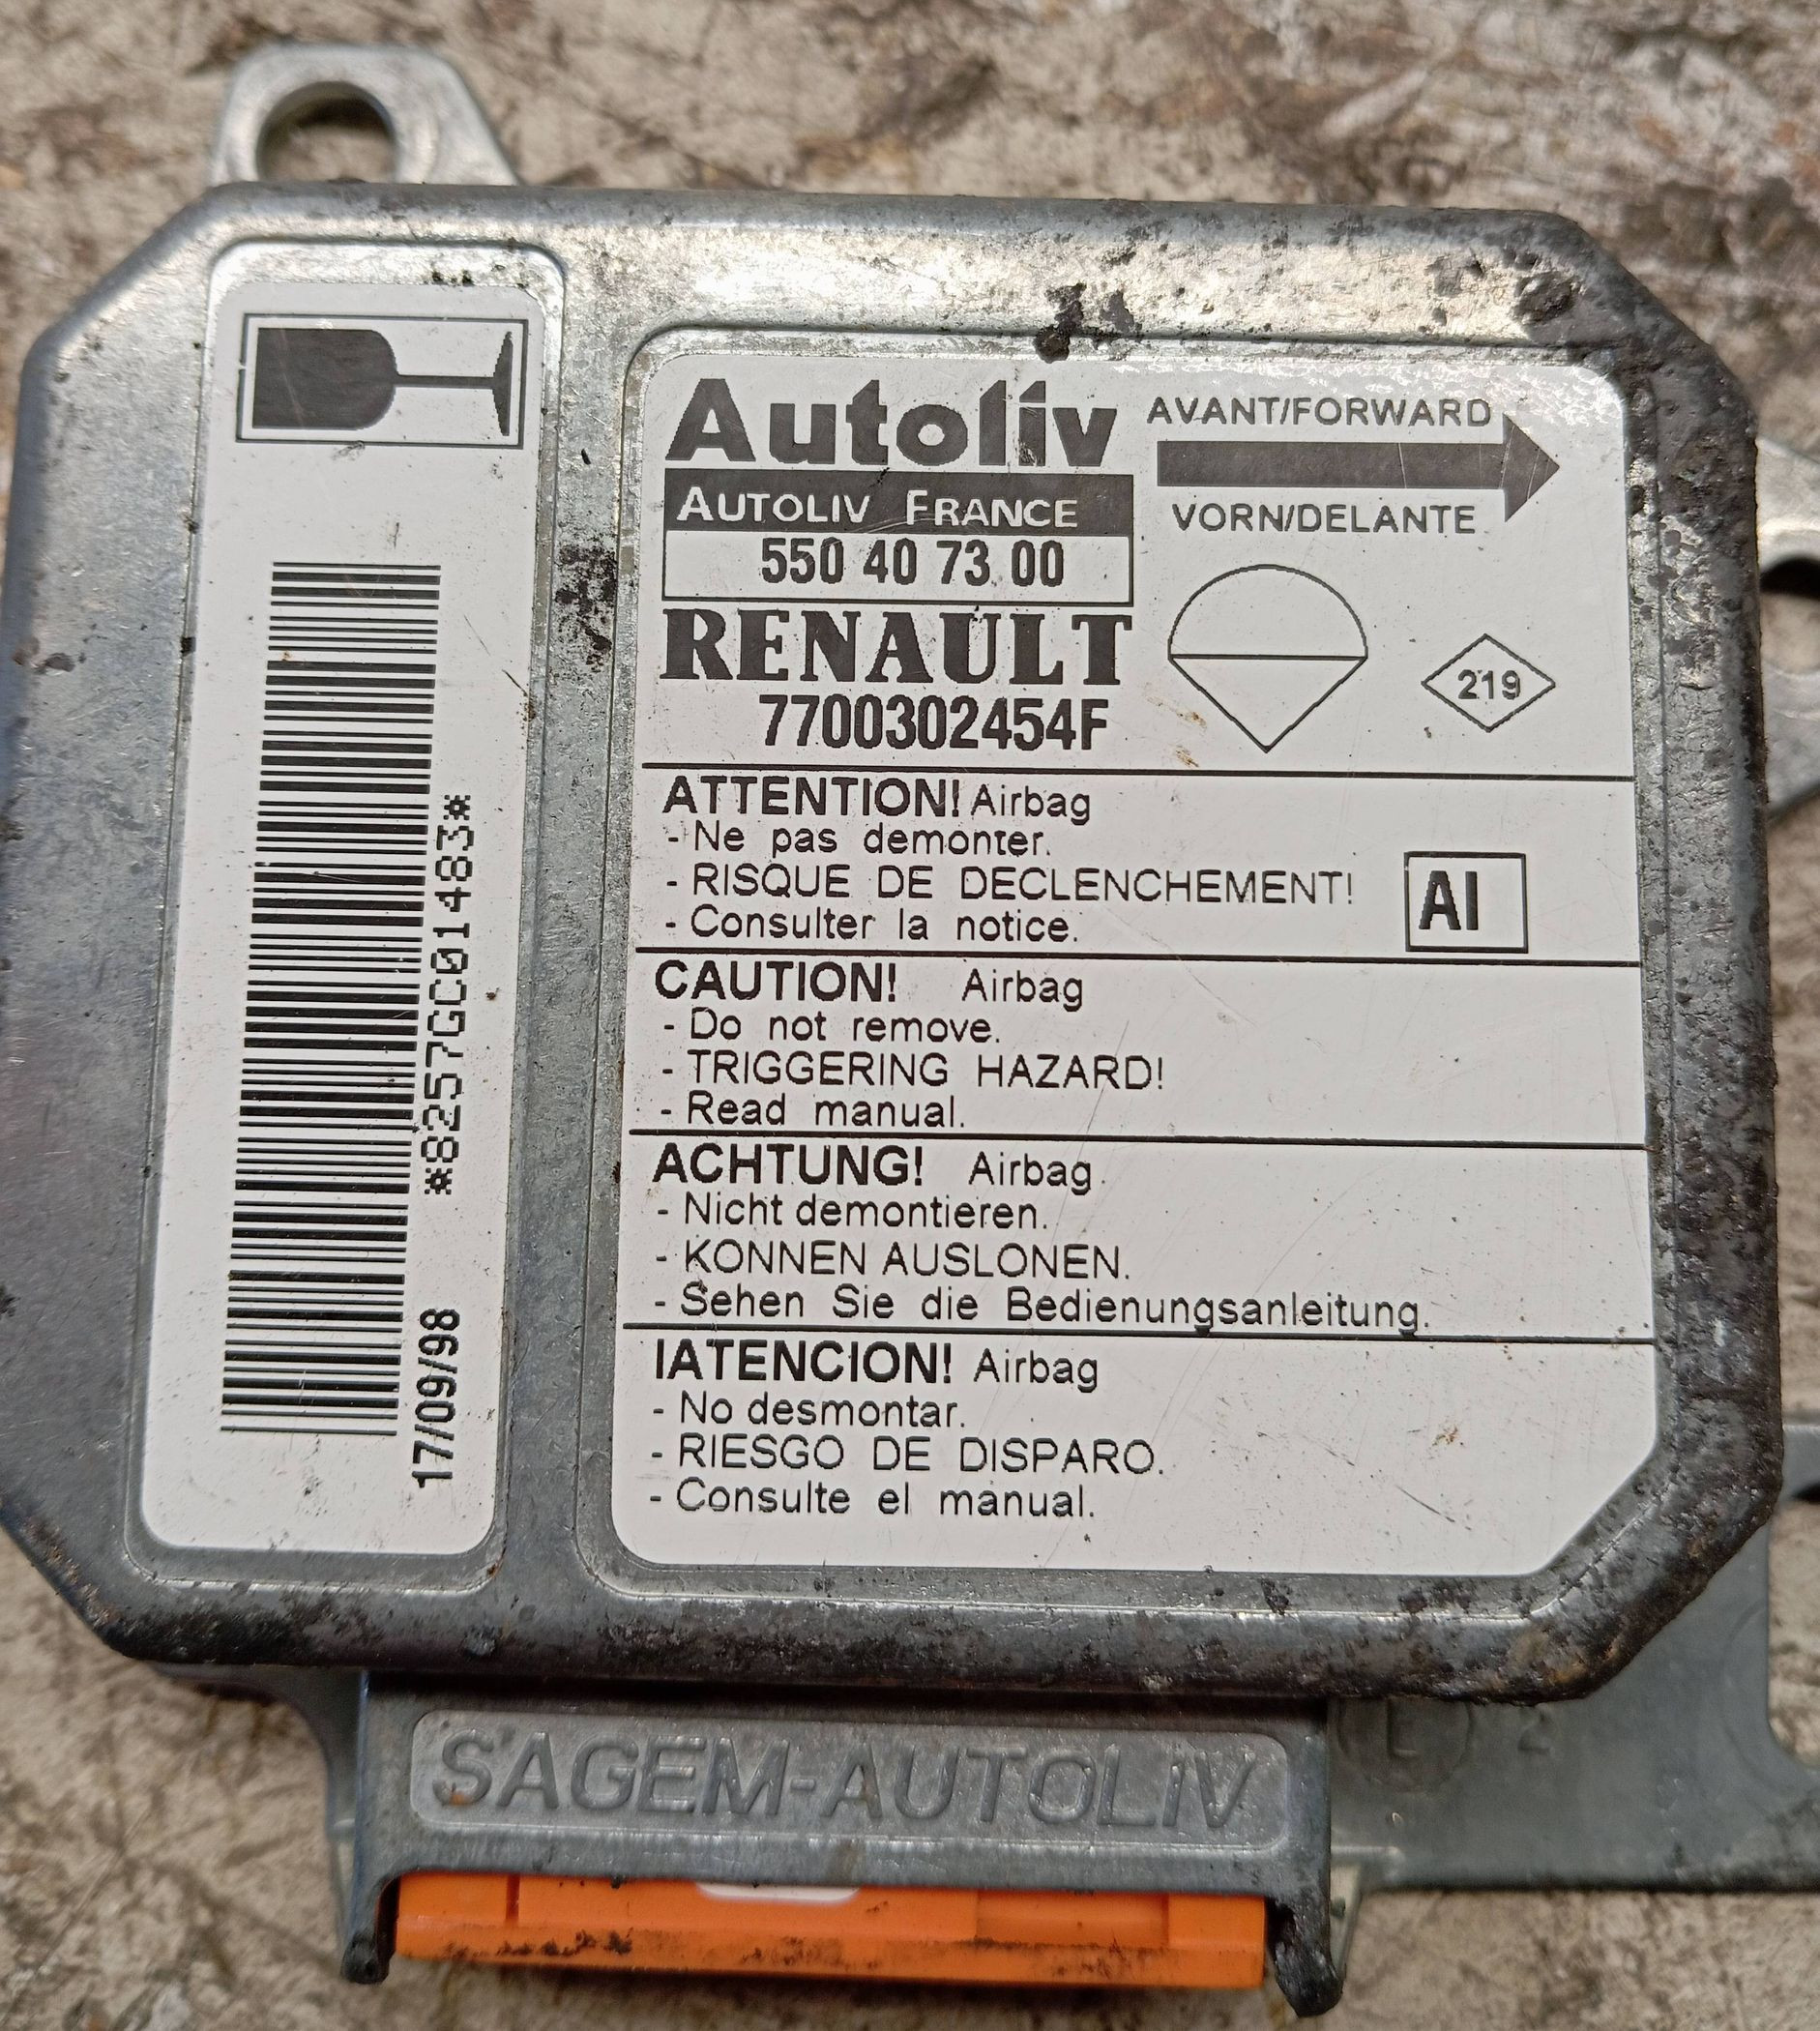 *8257GC01483*
17/09/98
Autoliv
AUTOLIV FRANCE
550 40 73 00
RENAULT
7700302454F
AVANT/FORWARD
VORN/DELANTE
219
ATTENTION! Airbag
- Ne pas demonter.
- RISQUE DE DECLENCHEMENT!
- Consulter la notice.
AI
CAUTION! Airbag
- Do not remove.
- TRIGGERING HAZARD!
- Read manual.
ACHTUNG! Airbag
- Nicht demontieren.
- KONNEN AUSLONEN.
- Sehen Sie die Bedienungsanleitung.
IATENCION! Airbag
- No desmontar.
- RIESGO DE DISPARO.
- Consulte el manual.
SAGEM-AUTOLIV
L 2